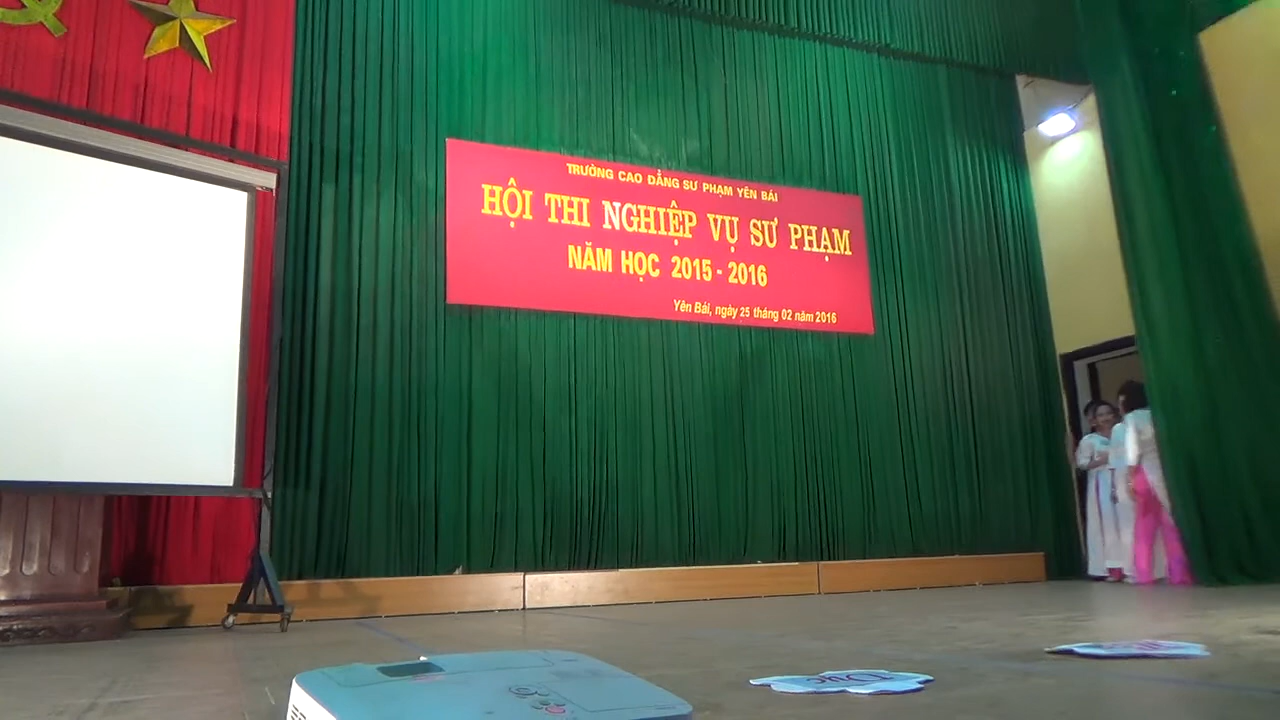 TRƯỜNG CAO ĐẲNG SƯ PHẠM YÊN BÁI
HỘI THI NGHIỆP VỤ SƯ PHẠM
NĂM HỌC 2015 - 2016
Yên Bái, ngày 25 tháng 02 năm 2016